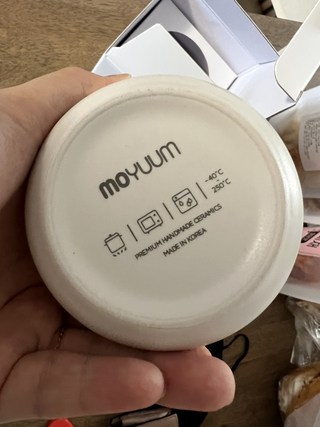 moyuum
-40°C
~
250°C
PREMIUM HANDMADE CERAMICS
MADE IN KOREA